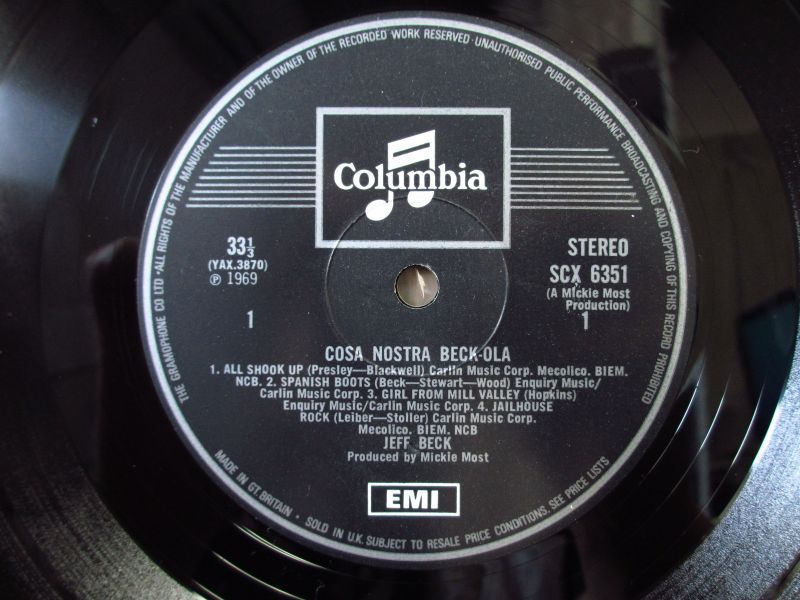 THE GRAMOPHONE CO LTD · ALL RIGHTS OF THE MANUFACTURER AND OF THE OWNER OF THE RECORDED WORK RESERVED · UNAUTHORISED PUBLIC PERFORMANCE BROADCASTING AND COPYING OF THIS RECORD PROHIBITED
Columbia
33⅓
(YAX.3870)
℗ 1969
1
STEREO
SCX 6351
(A Mickie Most
Production)
1
COSA NOSTRA BECK-OLA
1. ALL SHOOK UP (Presley—Blackwell) Carlin Music Corp. Mecolico. BIEM.
NCB. 2. SPANISH BOOTS (Beck—Stewart—Wood) Enquiry Music/
Carlin Music Corp. 3. GIRL FROM MILL VALLEY (Hopkins)
Enquiry Music/Carlin Music Corp. 4. JAILHOUSE
ROCK (Leiber—Stoller) Carlin Music Corp.
Mecolico. BIEM. NCB
JEFF BECK
Produced by Mickie Most
EMI
MADE IN GT. BRITAIN · SOLD IN U.K. SUBJECT TO RESALE PRICE CONDITIONS. SEE PRICE LISTS